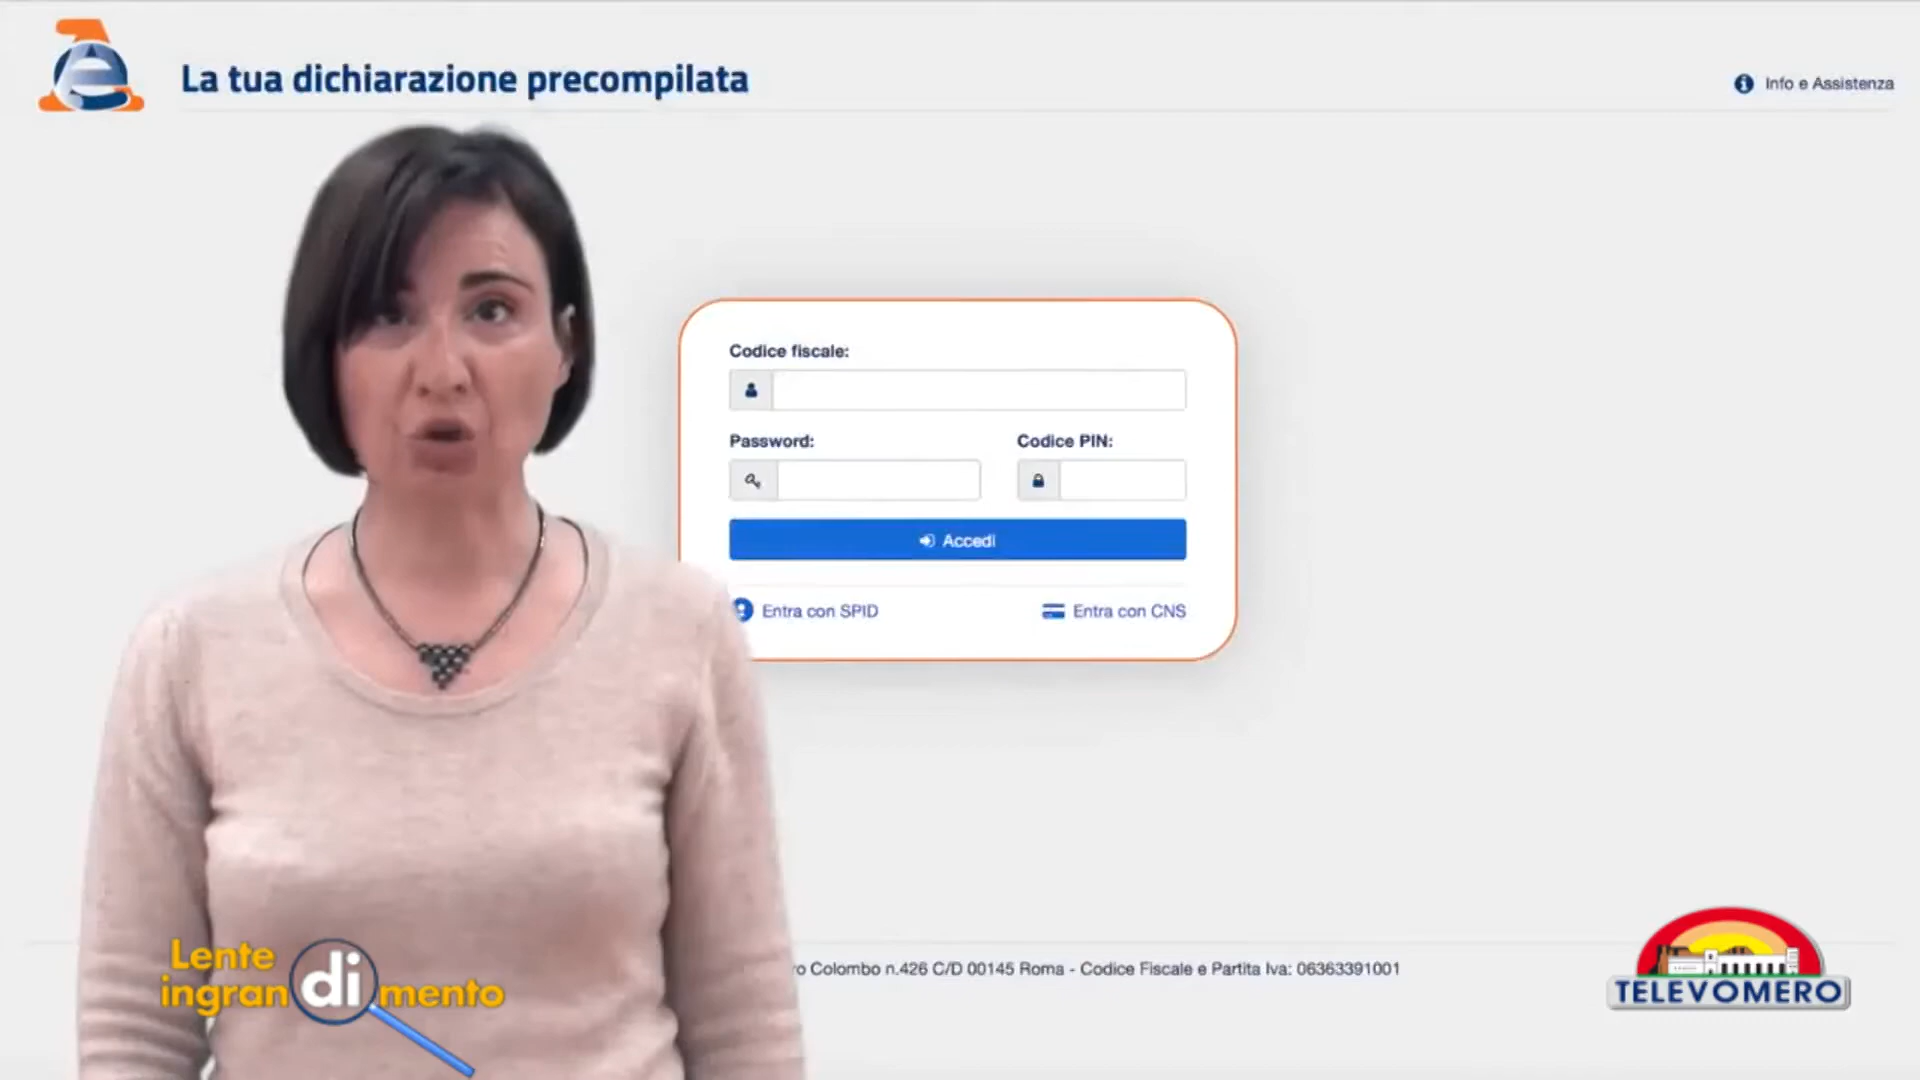 La tua dichiarazione precompilata
Info e Assistenza
Codice fiscale:
Password:
Codice PIN:
Accedi
Entra con SPID
Entra con CNS
Colombo n.426 C/D 00145 Roma - Codice Fiscale e Partita Iva: 06363391001
Lente
ingrandimento
TELEVOMERO